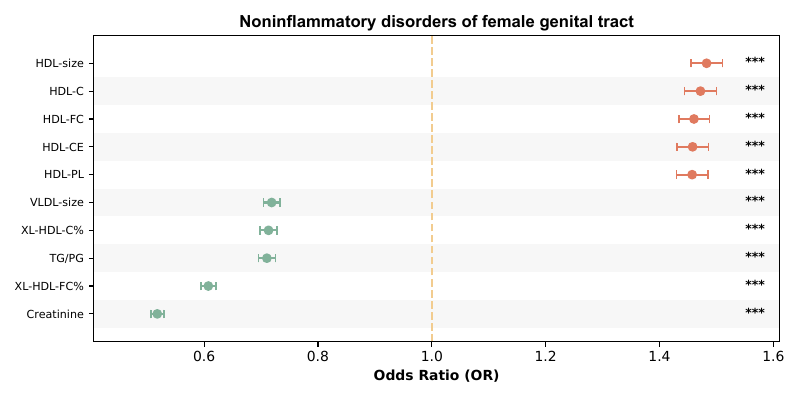 Noninflammatory disorders of female genital tract
HDL-size ***
HDL-C ***
HDL-FC ***
HDL-CE ***
HDL-PL ***
VLDL-size ***
XL-HDL-C% ***
TG/PG ***
XL-HDL-FC% ***
Creatinine ***
0.6 0.8 1.0 1.2 1.4 1.6
Odds Ratio (OR)